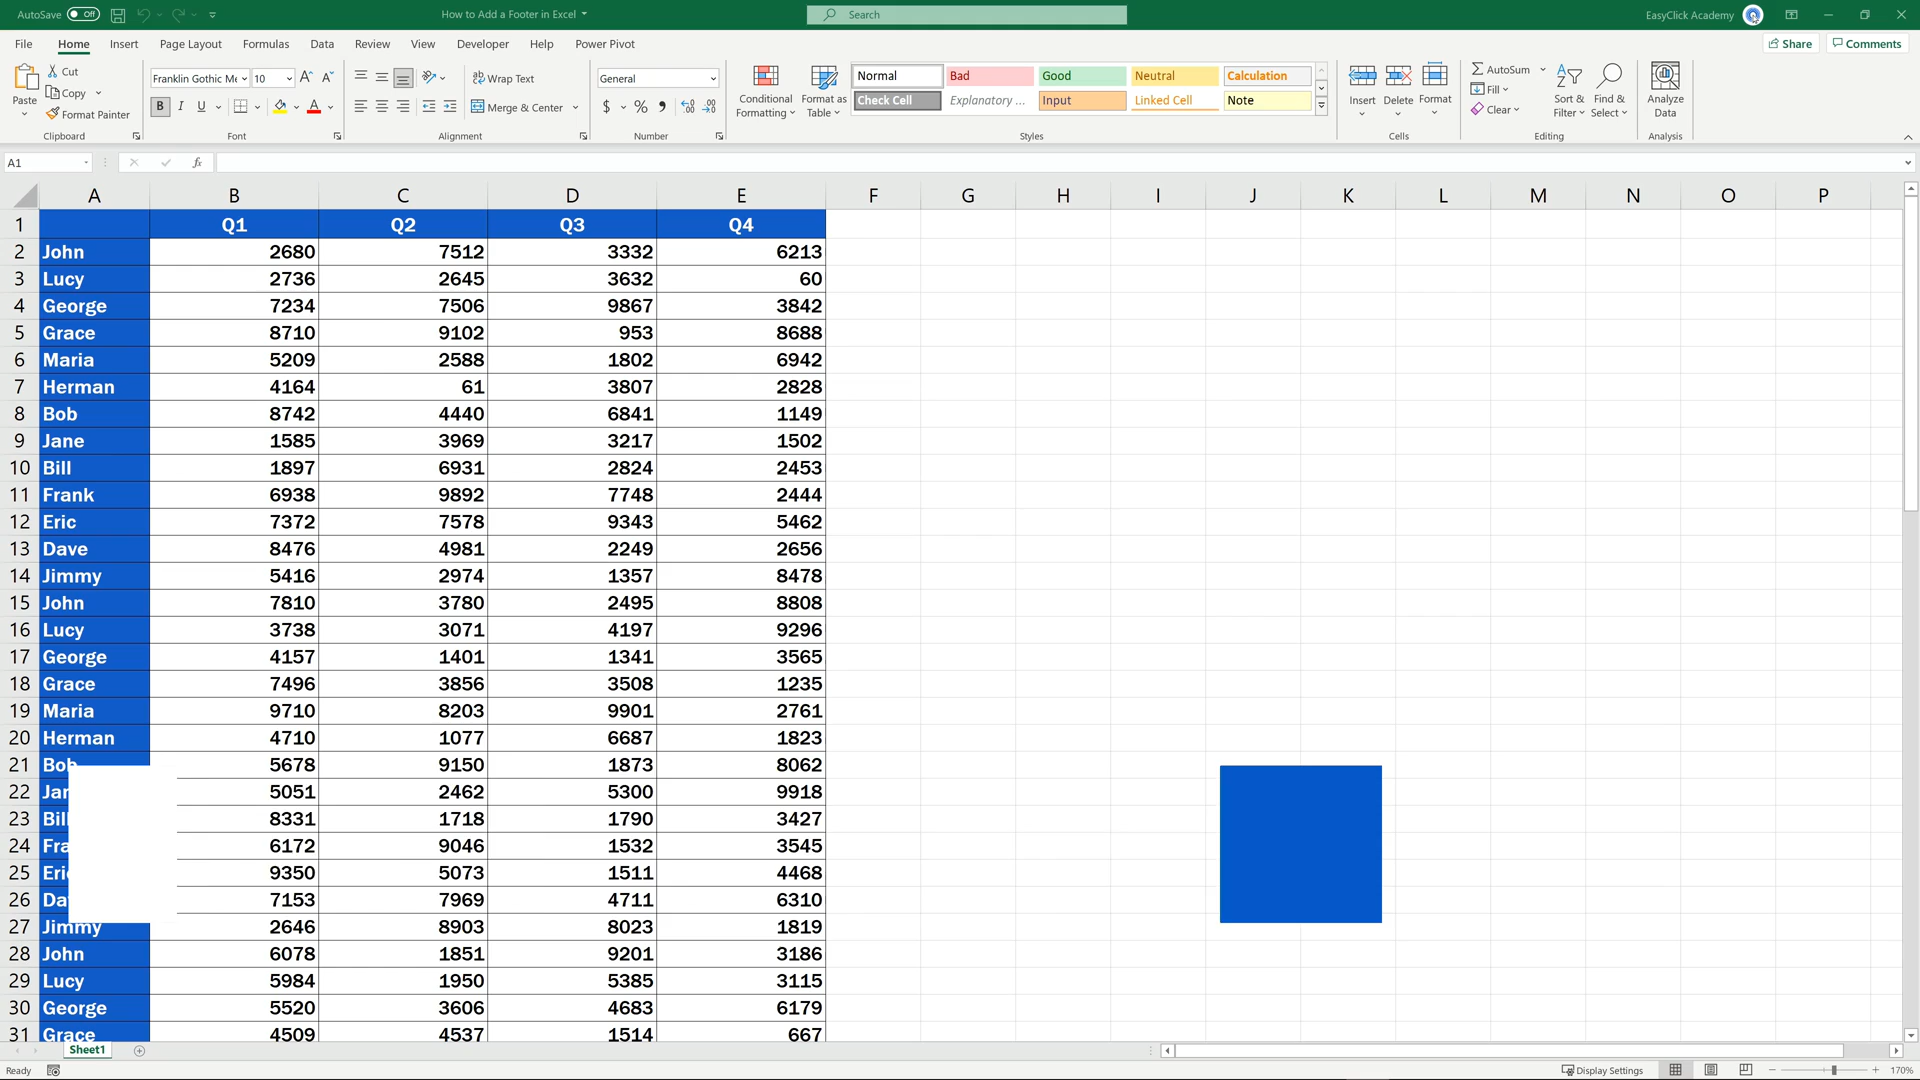 AutoSave Off How to Add a Footer in Excel Search EasyClick Academy
File Home Insert Page Layout Formulas Data Review View Developer Help Power Pivot Share Comments
Paste Cut Copy Format Painter Clipboard
Franklin Gothic Me 10 B I U A Font
Wrap Text Merge & Center Alignment
General $ % Number
Conditional Formatting Format as Table
Normal Bad Good Neutral Calculation
Check Cell Explanatory ... Input Linked Cell Note
Styles
Insert Delete Format Cells
AutoSum Fill Clear Sort & Filter Find & Select Editing
Analyze Data Analysis
A1 fx
A B C D E F G H I J K L M N O P
1 Q1 Q2 Q3 Q4
2 John 2680 7512 3332 6213
3 Lucy 2736 2645 3632 60
4 George 7234 7506 9867 3842
5 Grace 8710 9102 953 8688
6 Maria 5209 2588 1802 6942
7 Herman 4164 61 3807 2828
8 Bob 8742 4440 6841 1149
9 Jane 1585 3969 3217 1502
10 Bill 1897 6931 2824 2453
11 Frank 6938 9892 7748 2444
12 Eric 7372 7578 9343 5462
13 Dave 8476 4981 2249 2656
14 Jimmy 5416 2974 1357 8478
15 John 7810 3780 2495 8808
16 Lucy 3738 3071 4197 9296
17 George 4157 1401 1341 3565
18 Grace 7496 3856 3508 1235
19 Maria 9710 8203 9901 2761
20 Herman 4710 1077 6687 1823
21 Bob 5678 9150 1873 8062
22 5051 2462 5300 9918
23 8331 1718 1790 3427
24 6172 9046 1532 3545
25 9350 5073 1511 4468
26 7153 7969 4711 6310
27 Jimmy 2646 8903 8023 1819
28 John 6078 1851 9201 3186
29 Lucy 5984 1950 5385 3115
30 George 5520 3606 4683 6179
31 Grace 4509 4537 1514 667
Sheet1
Ready Display Settings 170%